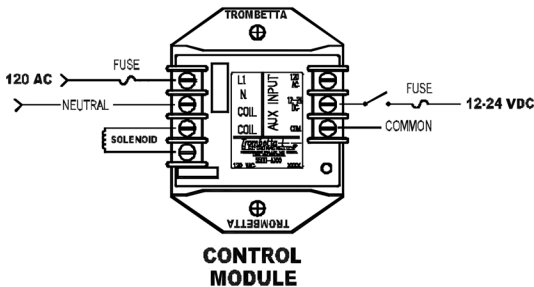 TROMBETTA
FUSE
120 AC
NEUTRAL
SOLENOID
L1
N.
COIL
COIL
AUX INPUT
120
AC
12-24
DC
COM.
Trombetta
FUSE
12-24 VDC
COMMON
TROMBETTA
CONTROL
MODULE